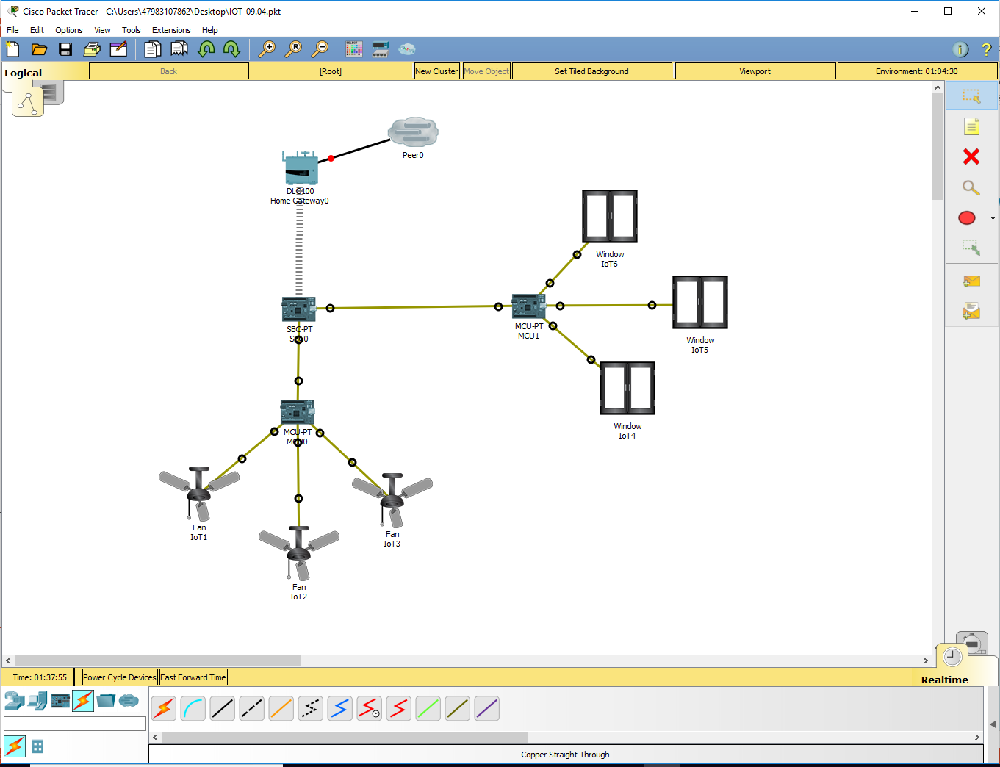 Cisco Packet Tracer - C:\Users\47983107862\Desktop\IOT-09.04.pkt
File Edit Options View Tools Extensions Help
Logical
Back
[Root]
New Cluster
Move Object
Set Tiled Background
Viewport
Environment: 01:04:30
Peer0
DLC100
Home Gateway0
Window
IoT6
Window
IoT5
SBC-PT
SBC0
MCU-PT
MCU1
Window
IoT4
MCU-PT
MCU0
Fan
IoT1
Fan
IoT3
Fan
IoT2
Time: 01:37:55
Power Cycle Devices
Fast Forward Time
Realtime
Copper Straight-Through